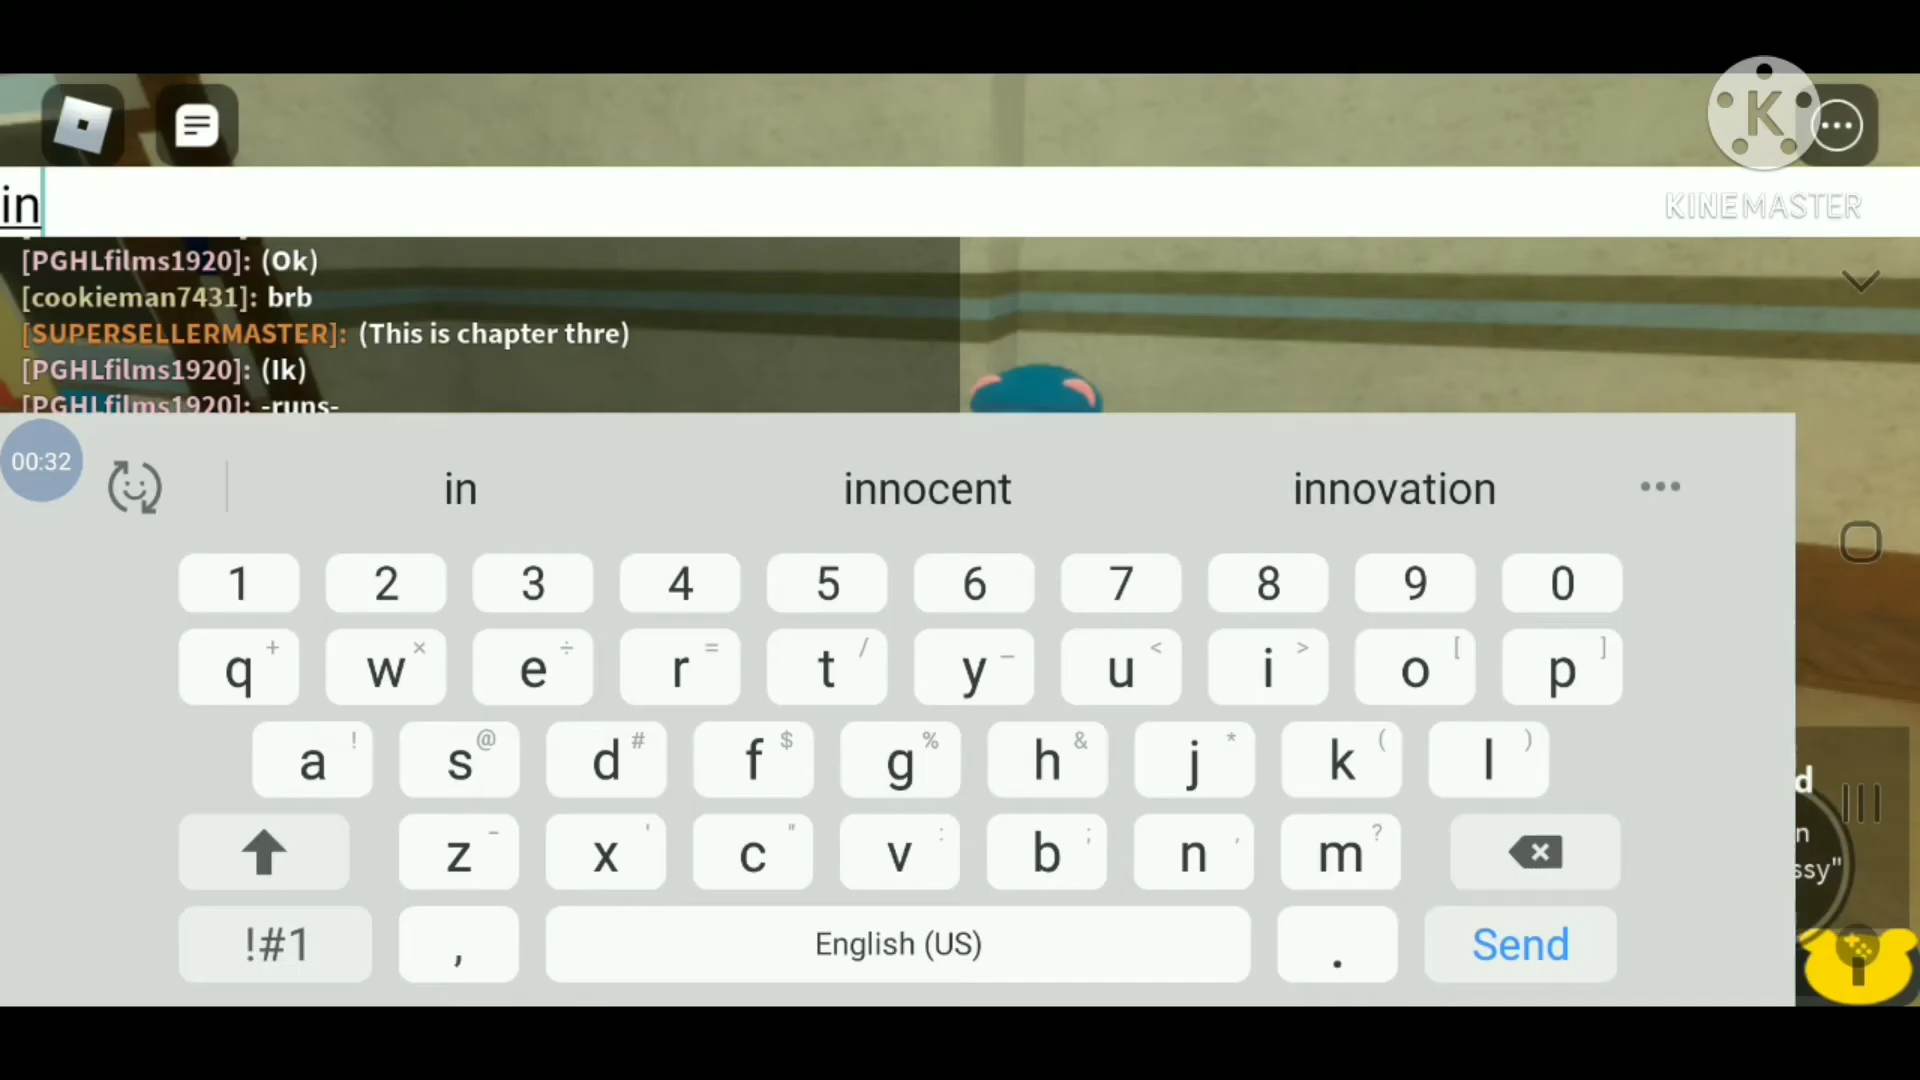 K
KINEMASTER
in
[PGHLfilms1920]: (Ok)
[cookieman7431]: brb
[SUPERSELLERMASTER]: (This is chapter thre)
[PGHLfilms1920]: (Ik)
[PGHLfilms1920]: -runs-
00:32
in innocent innovation
1 2 3 4 5 6 7 8 9 0
q + w × e ÷ r = t / y _ u < i > o [ p ]
a ! s @ d # f $ g % h & j * k ( l )
d
z - x ' c " v : b ; n , m ?
n
ssy"
!#1 , English (US) . Send